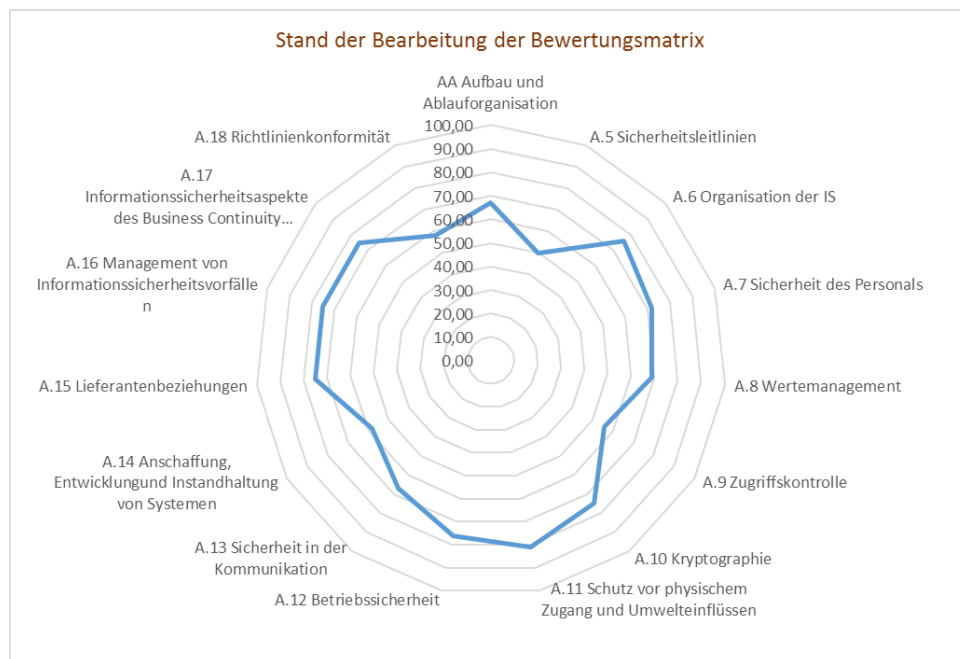 Stand der Bearbeitung der Bewertungsmatrix
AA Aufbau und
Ablauforganisation
100,00
90,00
80,00
70,00
60,00
50,00
40,00
30,00
20,00
10,00
0,00
A.5 Sicherheitsleitlinien
A.6 Organisation der IS
A.7 Sicherheit des Personals
A.8 Wertemanagement
A.9 Zugriffskontrolle
A.10 Kryptographie
A.11 Schutz vor physischem
Zugang und Umwelteinflüssen
A.12 Betriebssicherheit
A.13 Sicherheit in der
Kommunikation
A.14 Anschaffung,
Entwicklungund Instandhaltung
von Systemen
A.15 Lieferantenbeziehungen
A.16 Management von
Informationssicherheitsvorfälle
n
A.17
Informationssicherheitsaspekte
des Business Continuity...
A.18 Richtlinienkonformität